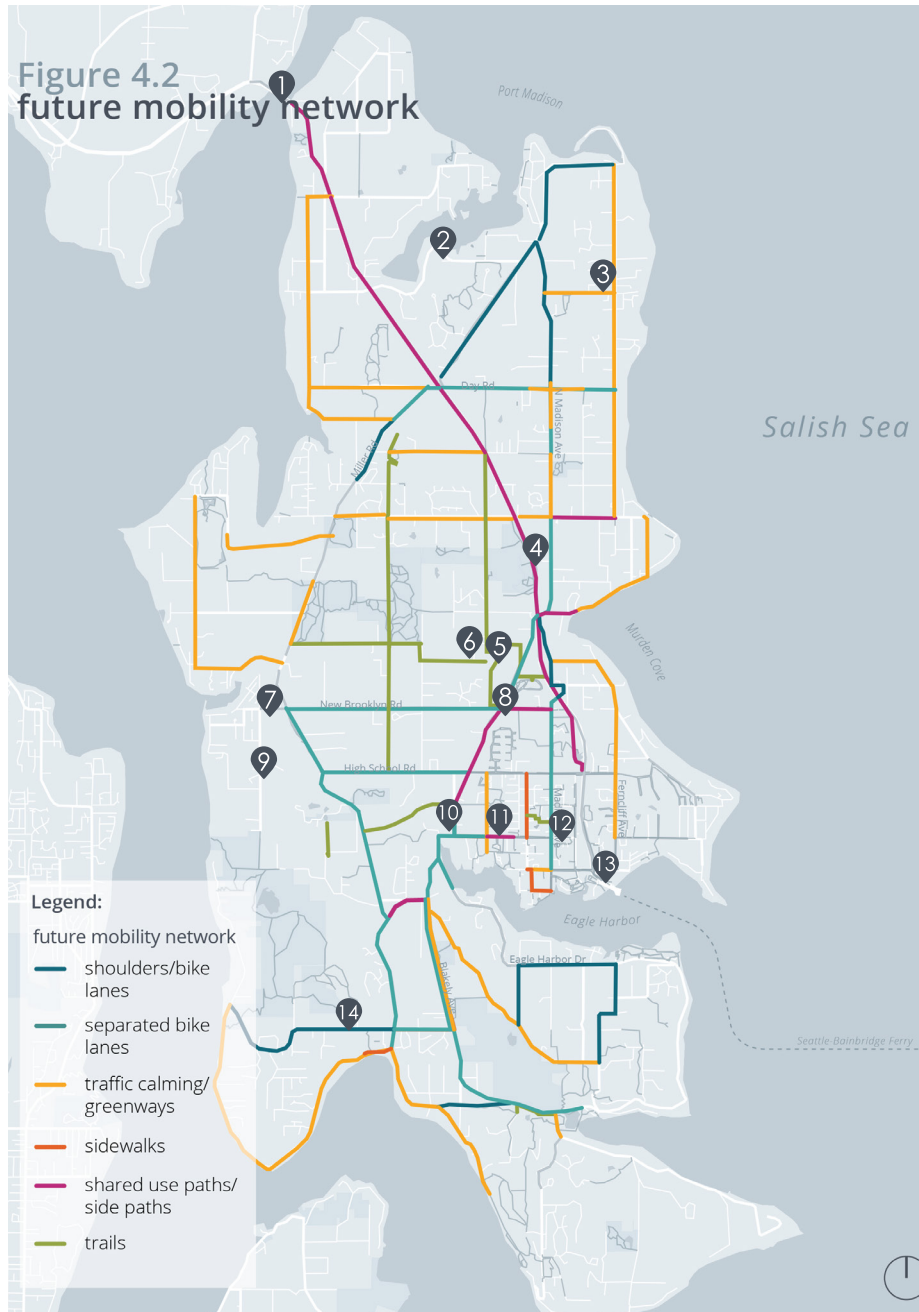 Figure 4.2
future mobility network
Port Madison
1
2
3
Day Rd
N Madison Ave
Salish Sea
Miller Rd
4
Murden Cove
6
5
7
New Brooklyn Rd
8
9
High School Rd
Ferncliff Ave
10
11
12
13
Eagle Harbor
Eagle Harbor Dr
Blakely Ave
14
Seattle-Bainbridge Ferry
Legend:
future mobility network
shoulders/bike
lanes
separated bike
lanes
traffic calming/
greenways
sidewalks
shared use paths/
side paths
trails